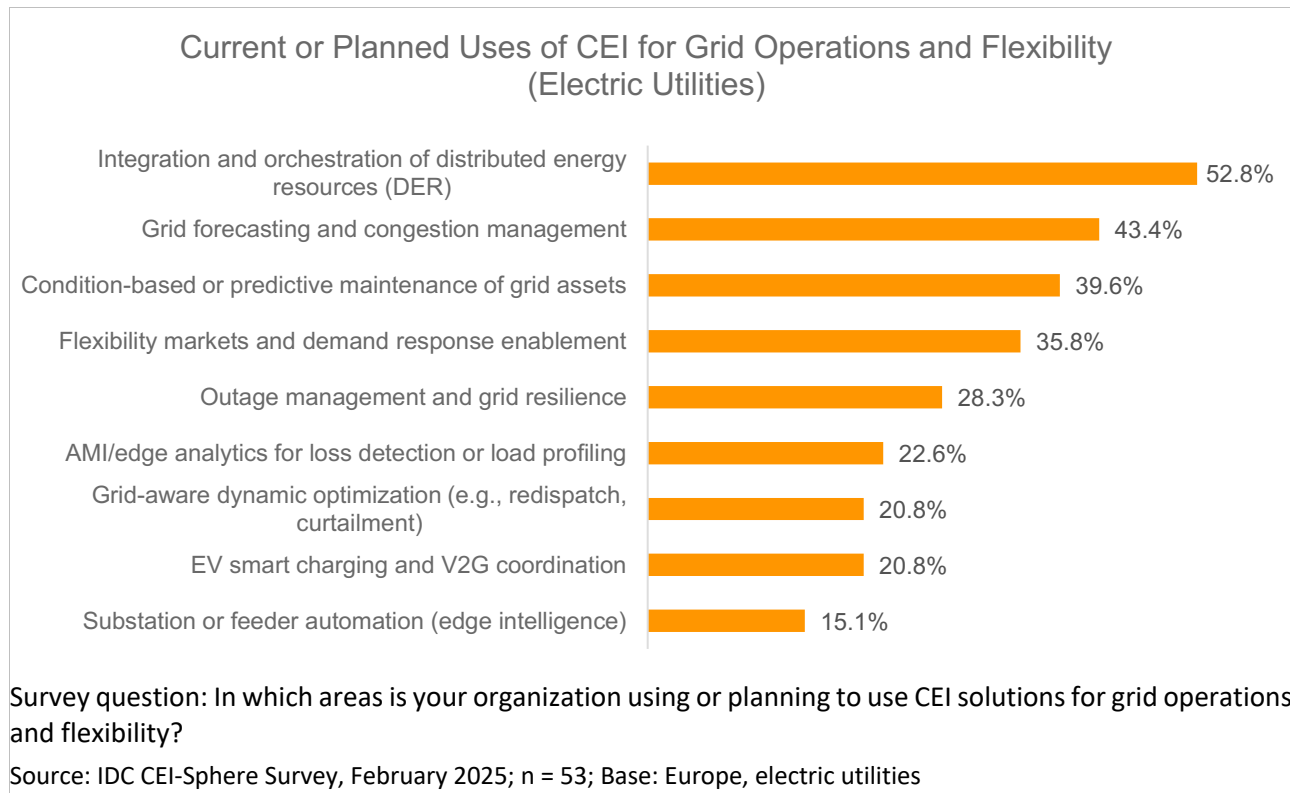 Current or Planned Uses of CEI for Grid Operations and Flexibility
(Electric Utilities)
Integration and orchestration of distributed energy
resources (DER)
52.8%
Grid forecasting and congestion management
43.4%
Condition-based or predictive maintenance of grid assets
39.6%
Flexibility markets and demand response enablement
35.8%
Outage management and grid resilience
28.3%
AMI/edge analytics for loss detection or load profiling
22.6%
Grid-aware dynamic optimization (e.g., redispatch,
curtailment)
20.8%
EV smart charging and V2G coordination
20.8%
Substation or feeder automation (edge intelligence)
15.1%
Survey question: In which areas is your organization using or planning to use CEI solutions for grid operations
and flexibility?
Source: IDC CEI-Sphere Survey, February 2025; n = 53; Base: Europe, electric utilities